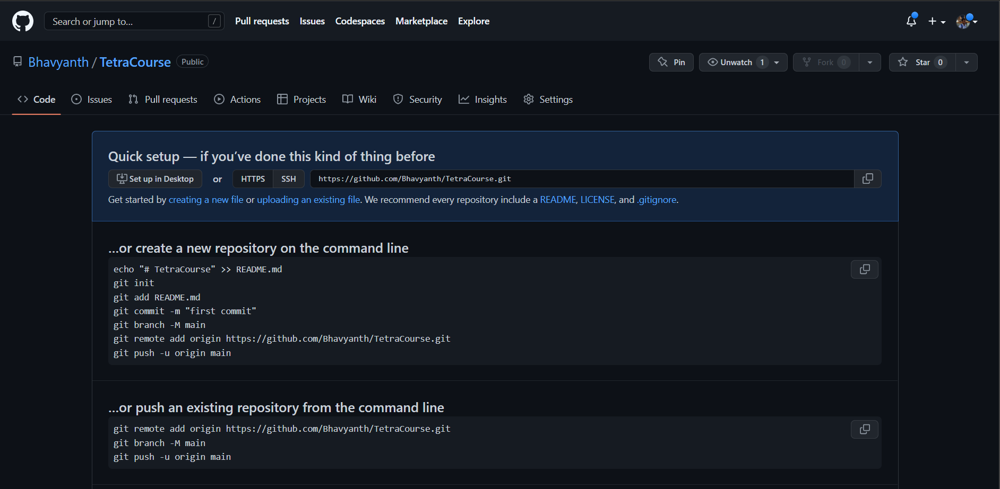 Search or jump to... /
Pull requests Issues Codespaces Marketplace Explore
Bhavyanth / TetraCourse Public
Pin Unwatch 1 Fork 0 Star 0
Code Issues Pull requests Actions Projects Wiki Security Insights Settings
Quick setup — if you’ve done this kind of thing before
Set up in Desktop or HTTPS SSH https://github.com/Bhavyanth/TetraCourse.git
Get started by creating a new file or uploading an existing file. We recommend every repository include a README, LICENSE, and .gitignore.
…or create a new repository on the command line
echo "# TetraCourse" >> README.md
git init
git add README.md
git commit -m "first commit"
git branch -M main
git remote add origin https://github.com/Bhavyanth/TetraCourse.git
git push -u origin main
…or push an existing repository from the command line
git remote add origin https://github.com/Bhavyanth/TetraCourse.git
git branch -M main
git push -u origin main